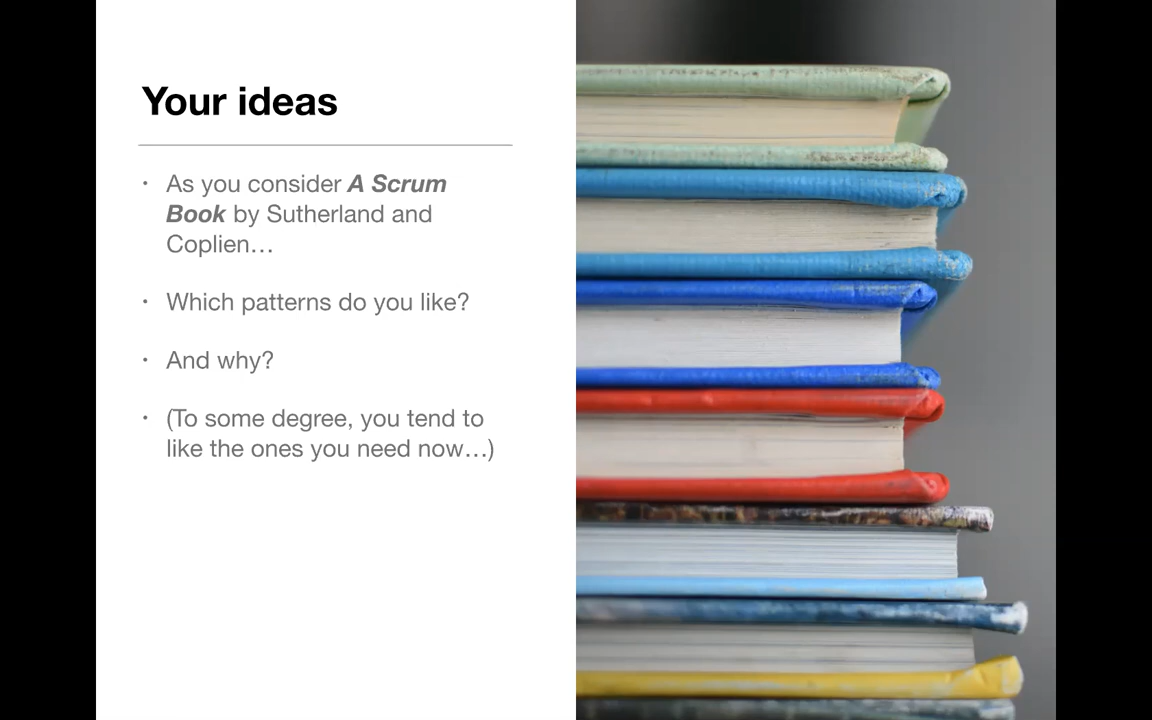 Your ideas
• As you consider A Scrum
Book by Sutherland and
Coplien…
• Which patterns do you like?
• And why?
• (To some degree, you tend to
like the ones you need now…)